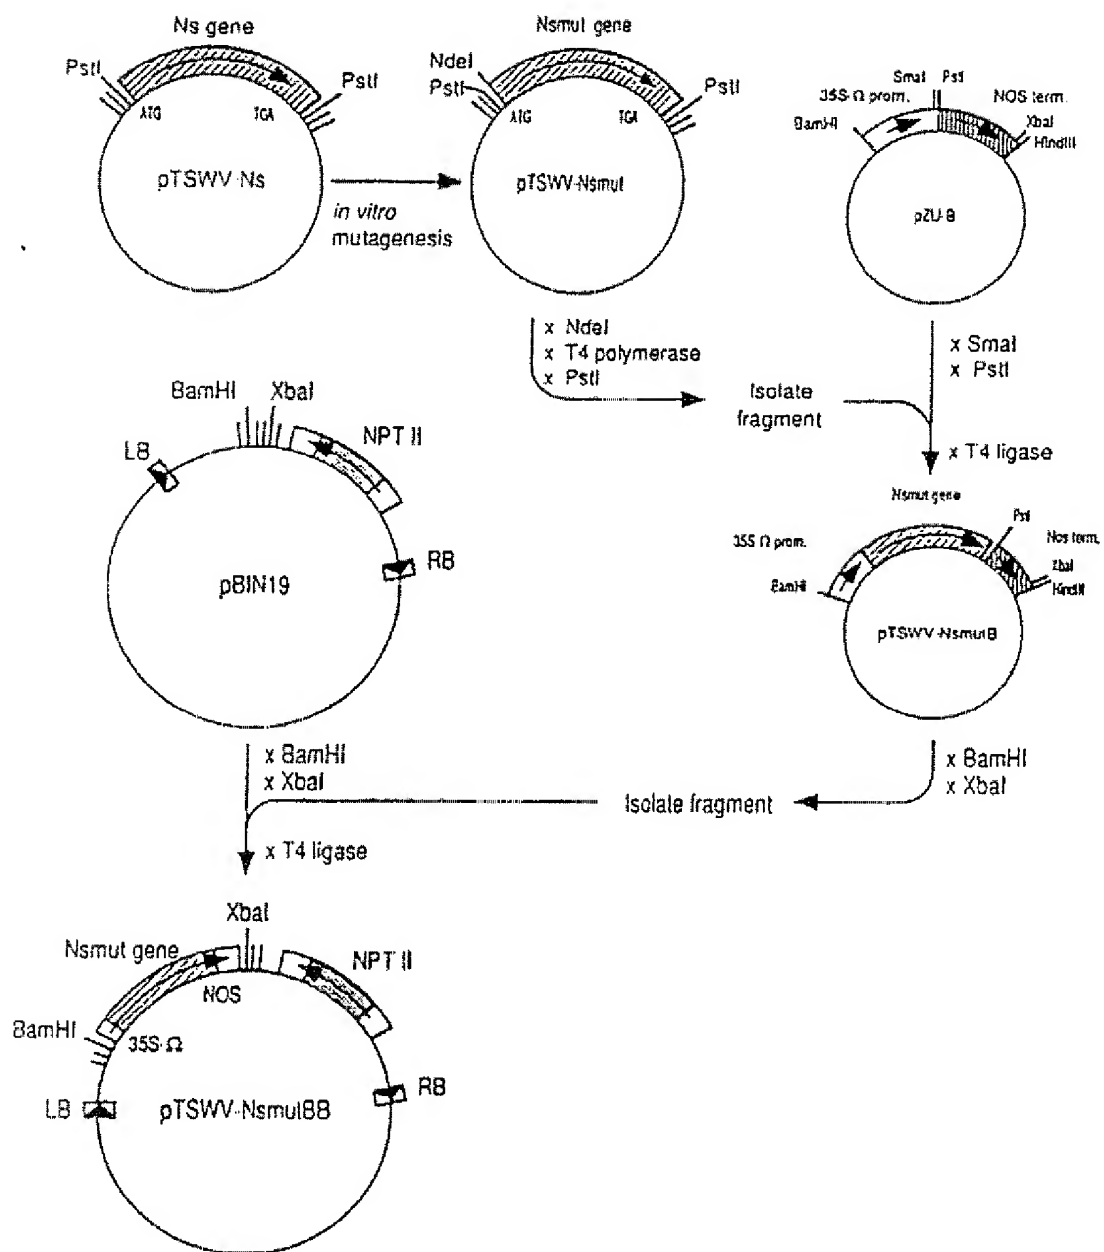 Ns gene
PstI
PstI
ATG
TGA
pTSWV-Ns
in vitro
mutagenesis
Nsmut gene
NdeI
PstI
PstI
ATG
TGA
pTSWV-Nsmut
SmaI
PstI
35S-Ω prom.
NOS term.
BamHI
XbaI
HindIII
pZU-B
x NdeI
x T4 polymerase
x PstI
Isolate
fragment
x SmaI
x PstI
x T4 ligase
BamHI
XbaI
LB
NPT II
RB
pBIN19
Nsmut gene
PstI
35S Ω prom.
Nos term.
BamHI
XbaI
HindIII
pTSWV-NsmutB
x BamHI
x XbaI
Isolate fragment
x BamHI
x XbaI
x T4 ligase
XbaI
Nsmut gene
NPT II
NOS
BamHI
35S-Ω
LB
RB
pTSWV-NsmutBB